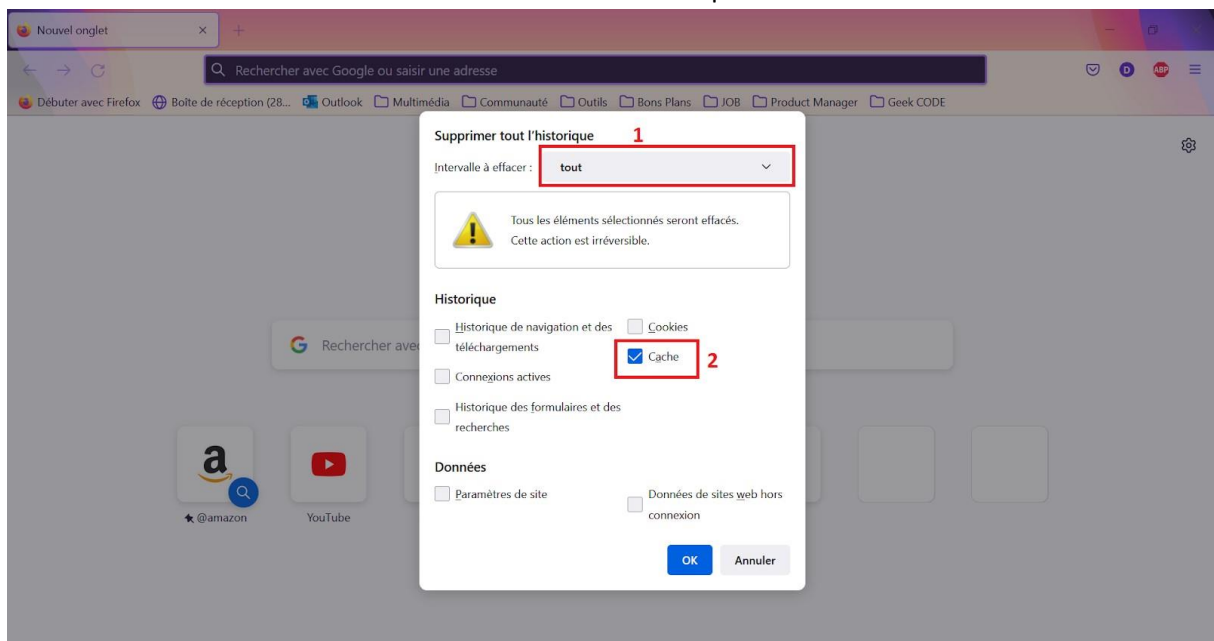 Nouvel onglet
Rechercher avec Google ou saisir une adresse
D
ABP
Débuter avec Firefox Boîte de réception (28... Outlook Multimédia Communauté Outils Bons Plans JOB Product Manager Geek CODE
Supprimer tout l'historique 1
Intervalle à effacer : tout
Tous les éléments sélectionnés seront effacés.
Cette action est irréversible.
Historique
Historique de navigation et des
téléchargements
Cookies
Cache 2
Connexions actives
Historique des formulaires et des
recherches
Rechercher avec
Données
Paramètres de site
Données de sites web hors
connexion
@amazon
YouTube
OK Annuler